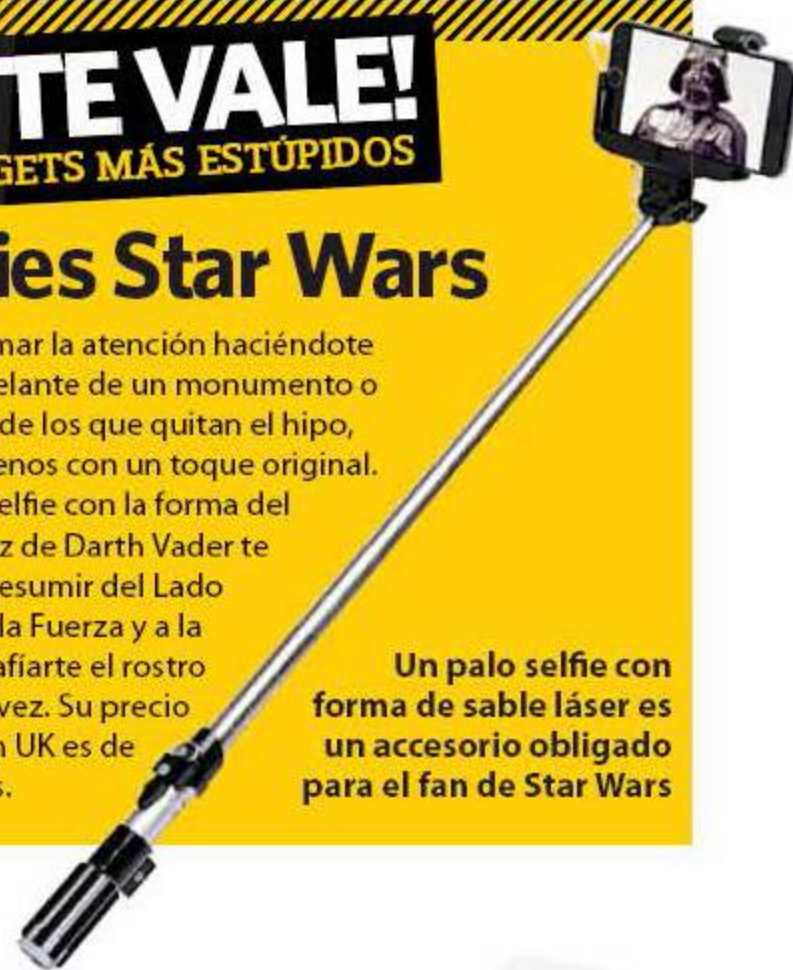 TE VALE!
GETS MÁS ESTÚPIDOS
ies Star Wars
mar la atención haciéndote
elante de un monumento o
de los que quitan el hipo,
enos con un toque original.
elfie con la forma del
z de Darth Vader te
esumir del Lado
la Fuerza y a la
afíarte el rostro
vez. Su precio
n UK es de
s.
Un palo selfie con
forma de sable láser es
un accesorio obligado
para el fan de Star Wars